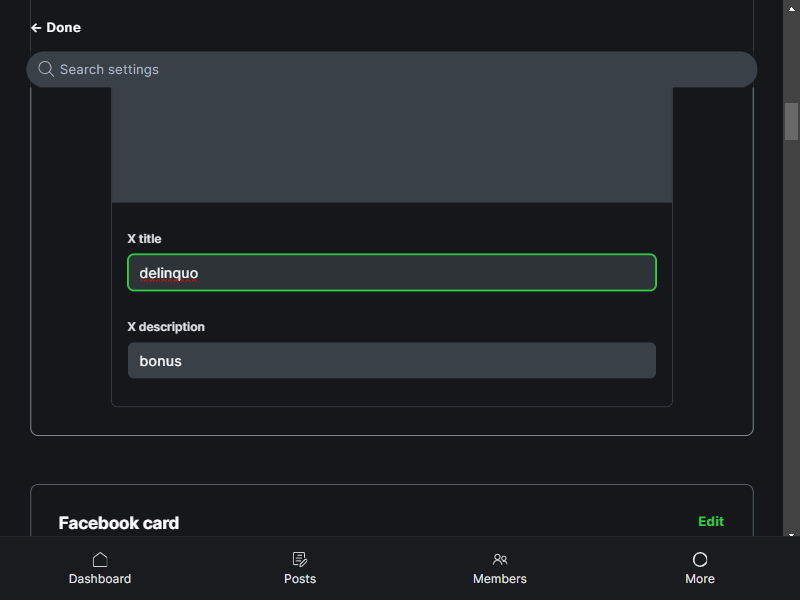 Done
Search settings
X title
delinquo
X description
bonus
Facebook card
Edit
Dashboard
Posts
Members
More